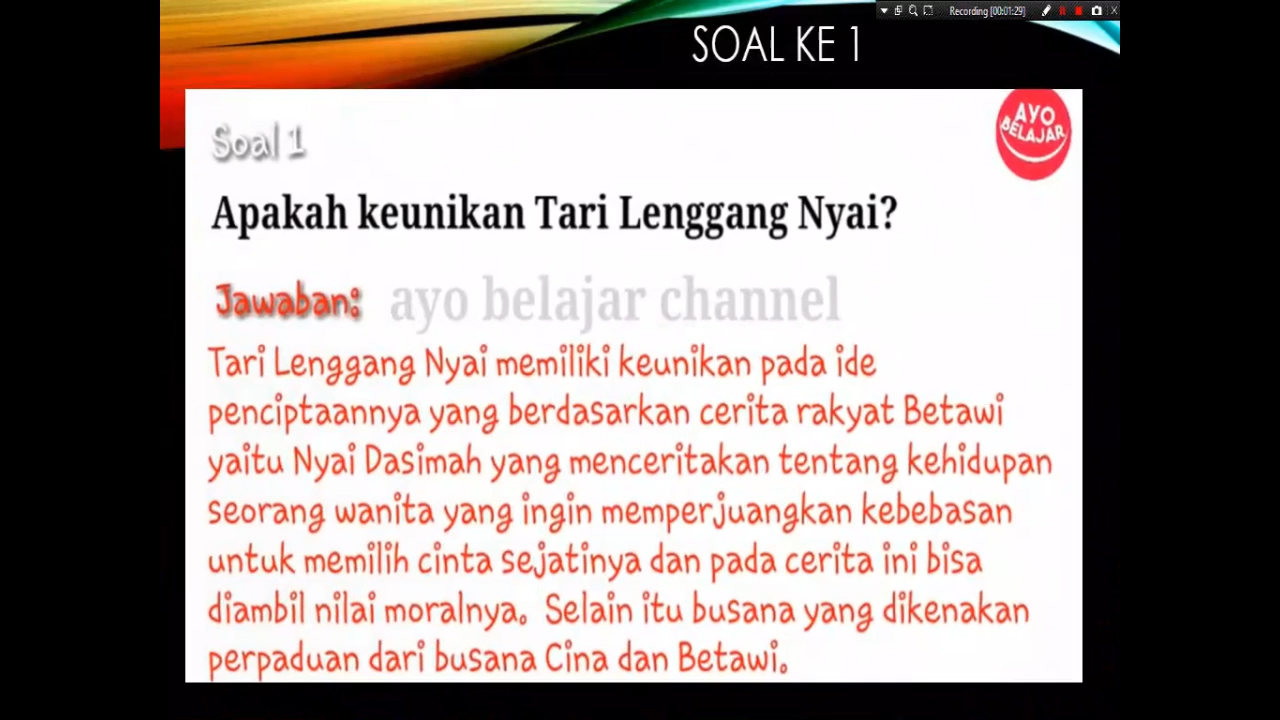 Recording [00:01:29]
SOAL KE 1
AYO
BELAJAR
Soal 1
Apakah keunikan Tari Lenggang Nyai?
Jawaban: ayo belajar channel
Tari Lenggang Nyai memiliki keunikan pada ide
penciptaannya yang berdasarkan cerita rakyat Betawi
yaitu Nyai Dasimah yang menceritakan tentang kehidupan
seorang wanita yang ingin memperjuangkan kebebasan
untuk memilih cinta sejatinya dan pada cerita ini bisa
diambil nilai moralnya. Selain itu busana yang dikenakan
perpaduan dari busana Cina dan Betawi.